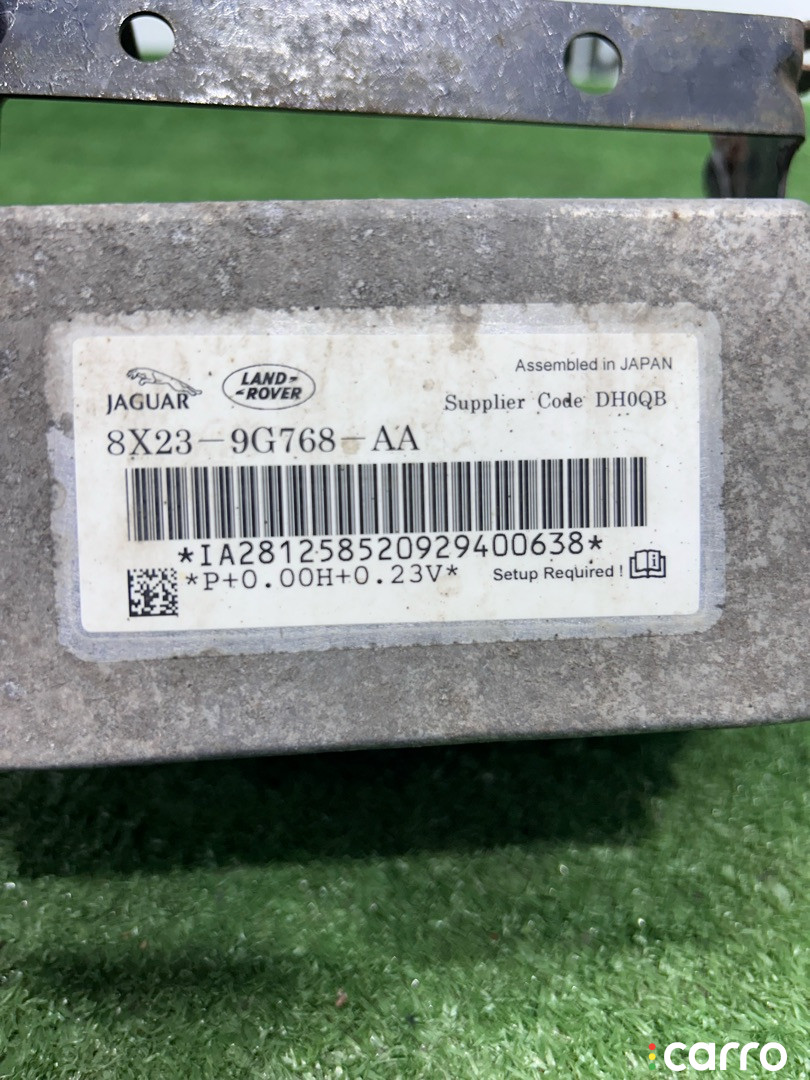 Assembled in JAPAN
JAGUAR
LAND-
-ROVER
Supplier Code DH0QB
8X23-9G768-AA
*IA2812585209294000638*
*P+0.00H+0.23V*
Setup Required !
carro